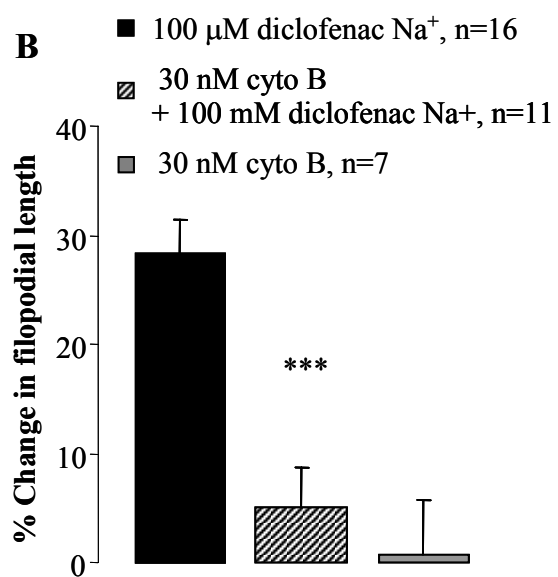 B
100 μM diclofenac Na⁺, n=16
30 nM cyto B
+ 100 mM diclofenac Na+, n=11
30 nM cyto B, n=7
% Change in filopodial length
40
30
20
10
0
***